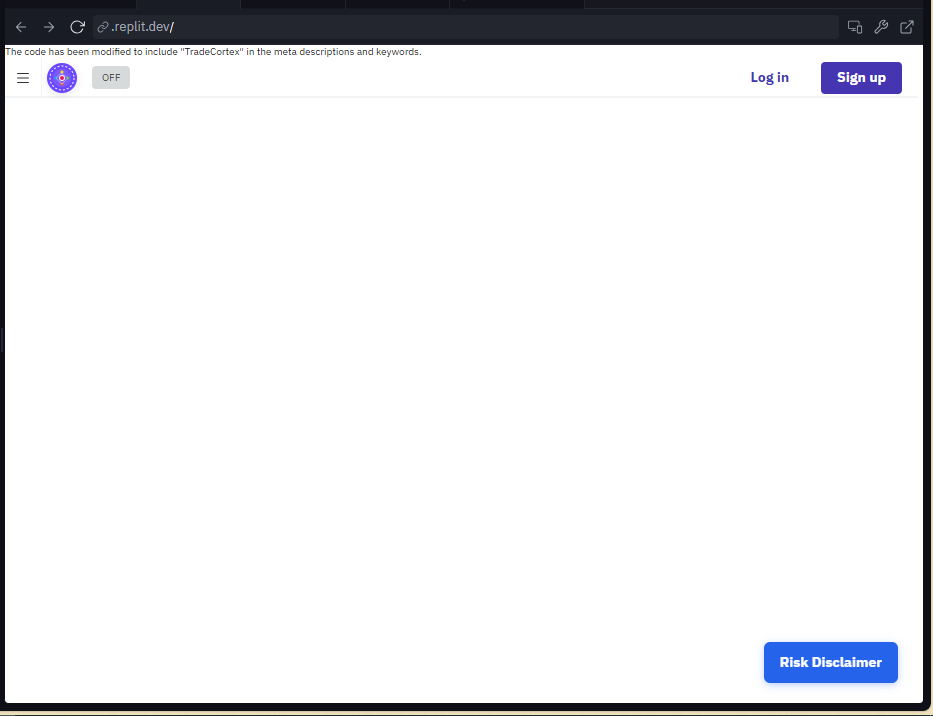 .replit.dev/
The code has been modified to include "TradeCortex" in the meta descriptions and keywords.
OFF
Log in
Sign up
Risk Disclaimer